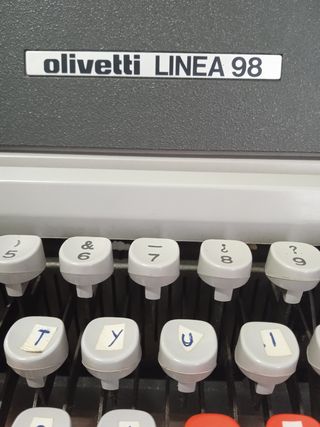 olivetti LINEA 98
) & _ ¿ ?
5 6 7 8 9
T Y U I